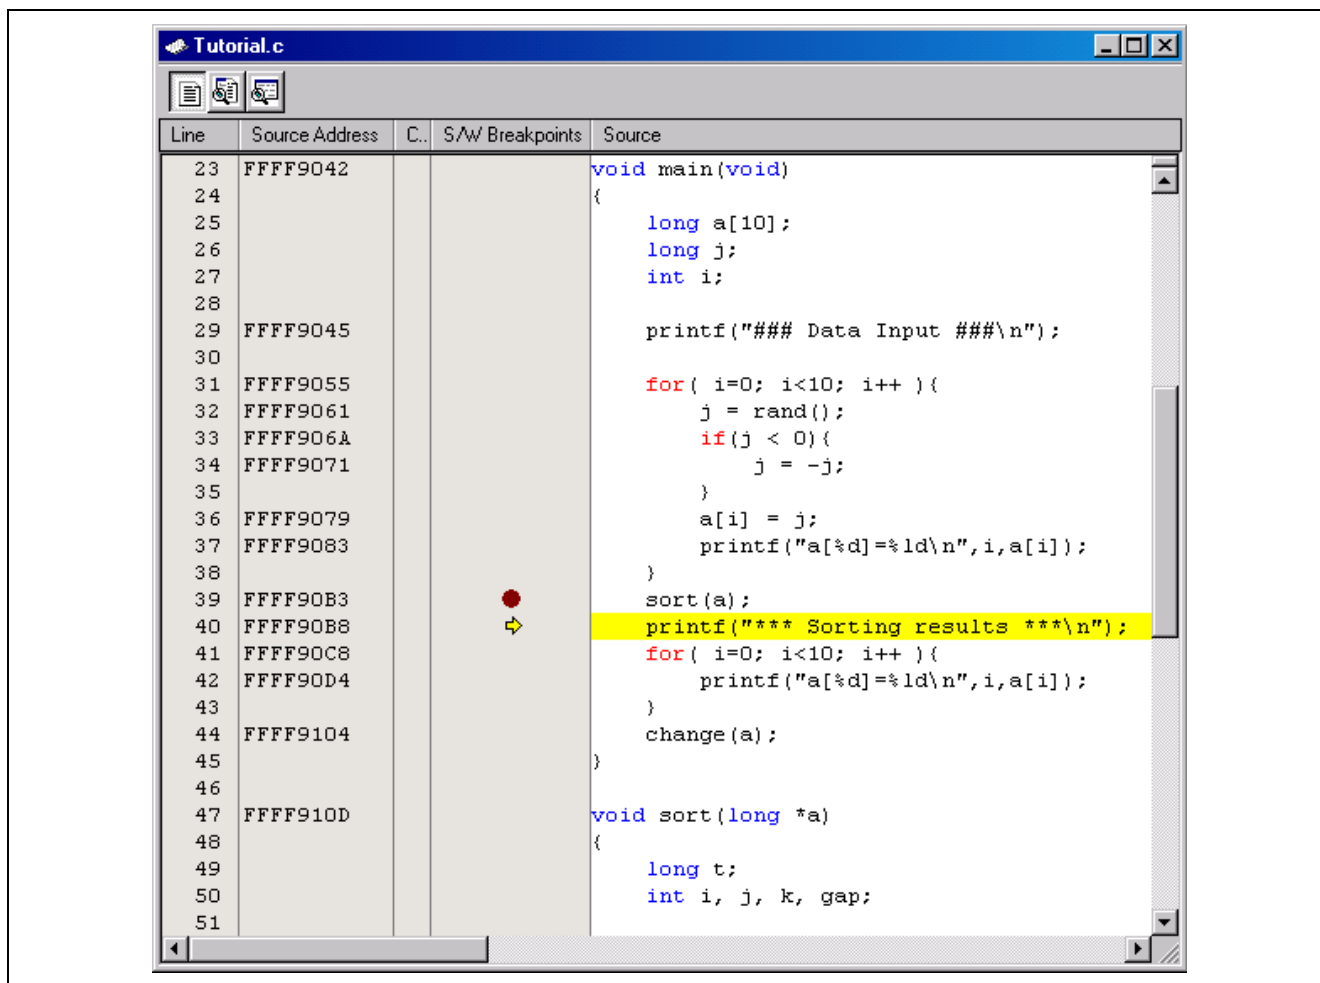 Tutorial.c
Line Source Address C.. S/W Breakpoints Source
23 FFFF9042 void main(void)
24 {
25 long a[10];
26 long j;
27 int i;
28
29 FFFF9045 printf("### Data Input ###\n");
30
31 FFFF9055 for( i=0; i<10; i++ ){
32 FFFF9061 j = rand();
33 FFFF906A if(j < 0){
34 FFFF9071 j = -j;
35 }
36 FFFF9079 a[i] = j;
37 FFFF9083 printf("a[%d]=%ld\n",i,a[i]);
38 }
39 FFFF90B3 sort(a);
40 FFFF90B8 printf("*** Sorting results ***\n");
41 FFFF90C8 for( i=0; i<10; i++ ){
42 FFFF90D4 printf("a[%d]=%ld\n",i,a[i]);
43 }
44 FFFF9104 change(a);
45 }
46
47 FFFF910D void sort(long *a)
48 {
49 long t;
50 int i, j, k, gap;
51